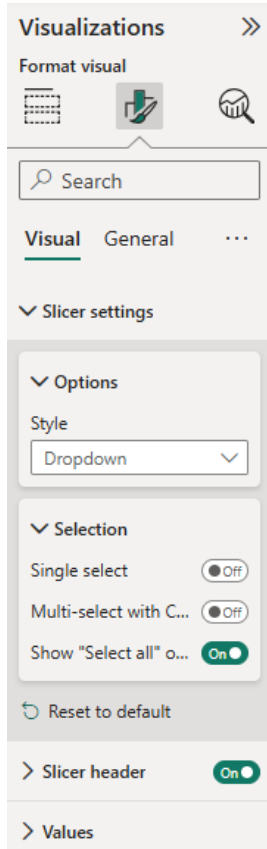 Visualizations
Format visual
Search
Visual General ...
Slicer settings
Options
Style
Dropdown
Selection
Single select Off
Multi-select with C... Off
Show "Select all" o... On
Reset to default
Slicer header On
Values